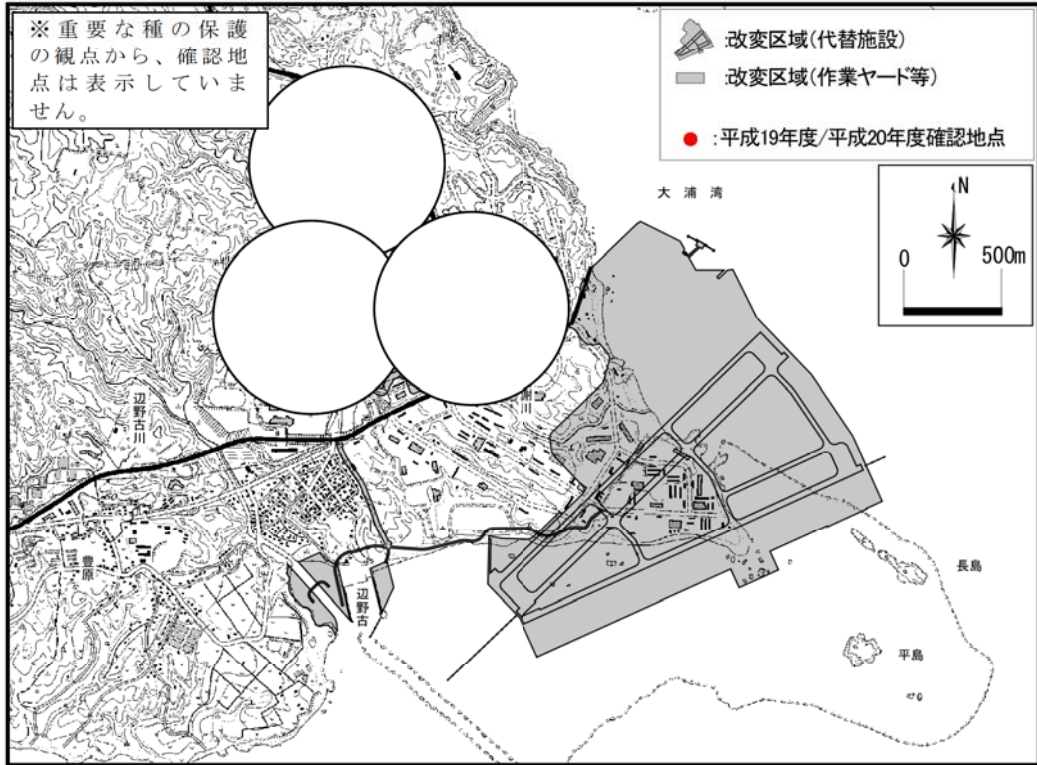 ※重要な種の保護
の観点から、確認地
点は表示していま
せん。
:改変区域(代替施設)
:改変区域(作業ヤード等)
:平成19年度/平成20年度確認地点
大浦湾
N
0 500m
辺野古川
豊原
辺野古
長島
平島